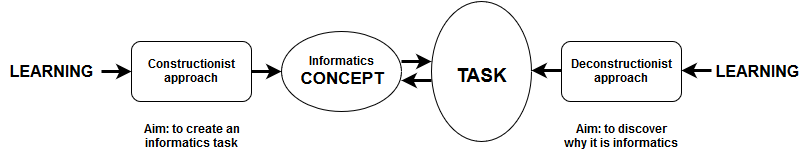 LEARNING
Constructionist
approach
Informatics
CONCEPT
TASK
Deconstructionist
approach
LEARNING
Aim: to create an
informatics task
Aim: to discover
why it is informatics